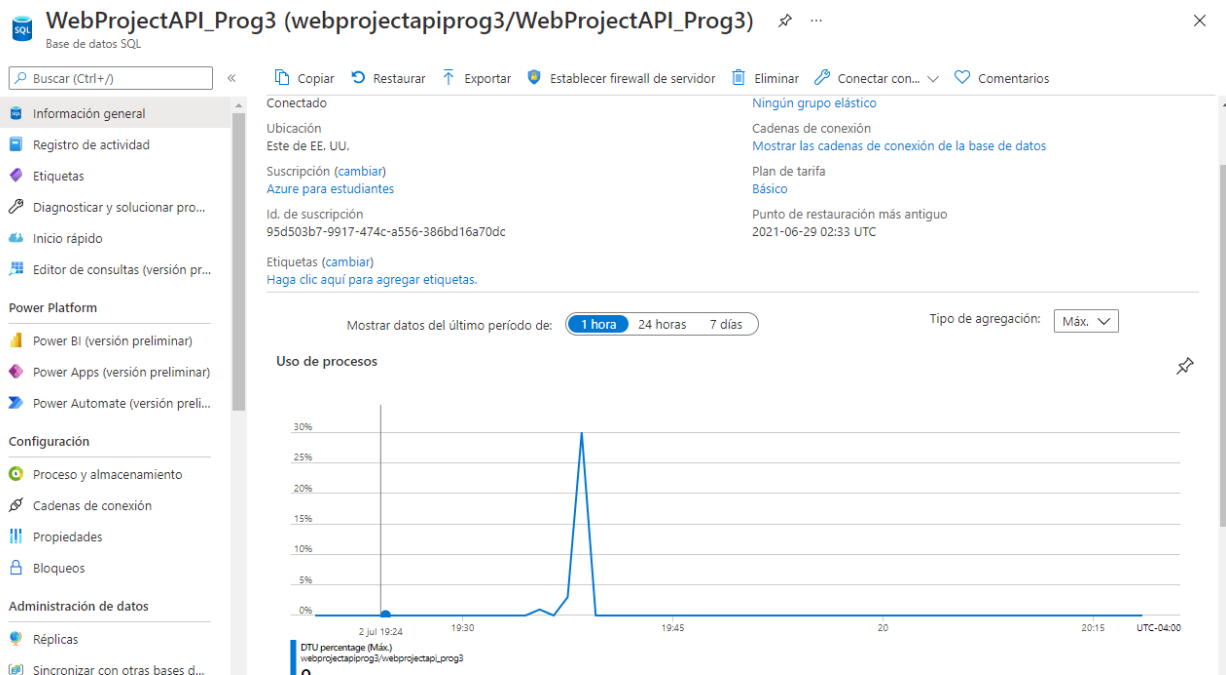 WebProjectAPI_Prog3 (webprojectapiprog3/WebProjectAPI_Prog3)
SQL
Base de datos SQL
Buscar (Ctrl+/)
«
Información general
Registro de actividad
Etiquetas
Diagnosticar y solucionar pro...
Inicio rápido
Editor de consultas (versión pr...
Power Platform
Power BI (versión preliminar)
Power Apps (versión preliminar)
Power Automate (versión preli...
Configuración
Proceso y almacenamiento
Cadenas de conexión
Propiedades
Bloqueos
Administración de datos
Réplicas
Sincronizar con otras bases d...
Copiar Restaurar Exportar Establecer firewall de servidor Eliminar Conectar con... Comentarios
Conectado
Ubicación
Este de EE. UU.
Suscripción (cambiar)
Azure para estudiantes
Id. de suscripción
95d503b7-9917-474c-a556-386bd16a70dc
Etiquetas (cambiar)
Haga clic aquí para agregar etiquetas.
Ningún grupo elástico
Cadenas de conexión
Mostrar las cadenas de conexión de la base de datos
Plan de tarifa
Básico
Punto de restauración más antiguo
2021-06-29 02:33 UTC
Mostrar datos del último período de: 1 hora 24 horas 7 días
Tipo de agregación: Máx.
Uso de procesos
30%
25%
20%
15%
10%
5%
0%
2 jul 19:24 19:30 19:45 20 20:15 UTC-04:00
DTU percentage (Máx.)
webprojectapiprog3/webprojectapi_prog3